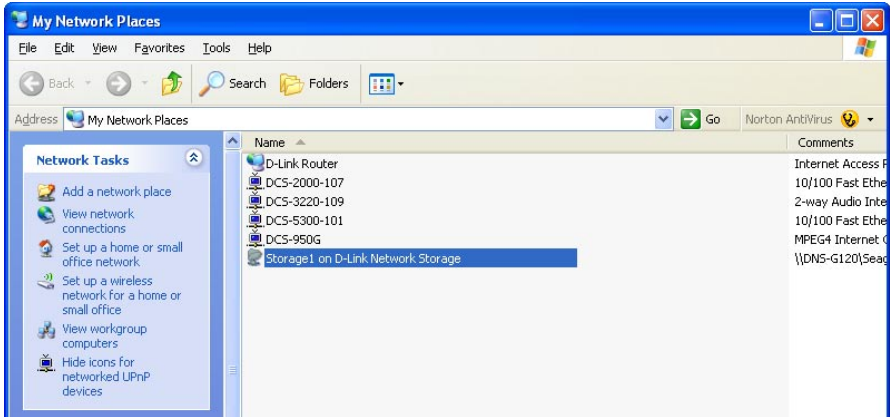 My Network Places
File Edit View Favorites Tools Help
Back Search Folders
Address My Network Places Go Norton AntiVirus
Network Tasks
Add a network place
View network
connections
Set up a home or small
office network
Set up a wireless
network for a home or
small office
View workgroup
computers
Hide icons for
networked UPnP
devices
Name Comments
D-Link Router Internet Access
DCS-2000-107 10/100 Fast Ethe
DCS-3220-109 2-way Audio Inte
DCS-5300-101 10/100 Fast Ethe
DCS-950G MPEG4 Internet
Storage1 on D-Link Network Storage \\DNS-G120\Seag